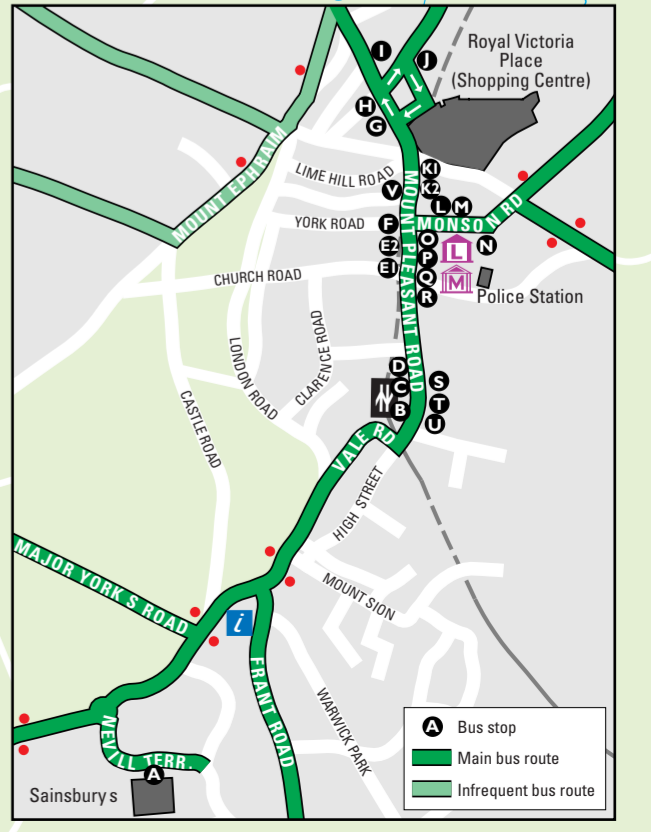 I
J
Royal Victoria
Place
(Shopping Centre)
H
G
MOUNT EPHRAIM
LIME HILL ROAD
K1
V
K2
L M
YORK ROAD
F
MONSON RD
MOUNT PLEASANT ROAD
E2
O
L
N
P
CHURCH ROAD
E1
Q
M
R
Police Station
CLARENCE ROAD
LONDON ROAD
D
C
S
B
T
U
CASTLE ROAD
VALE RD
HIGH STREET
MAJOR YORK S ROAD
MOUNT SION
i
FRANT ROAD
WARWICK PARK
NEVILL TERR.
A
Sainsbury s
A Bus stop
Main bus route
Infrequent bus route